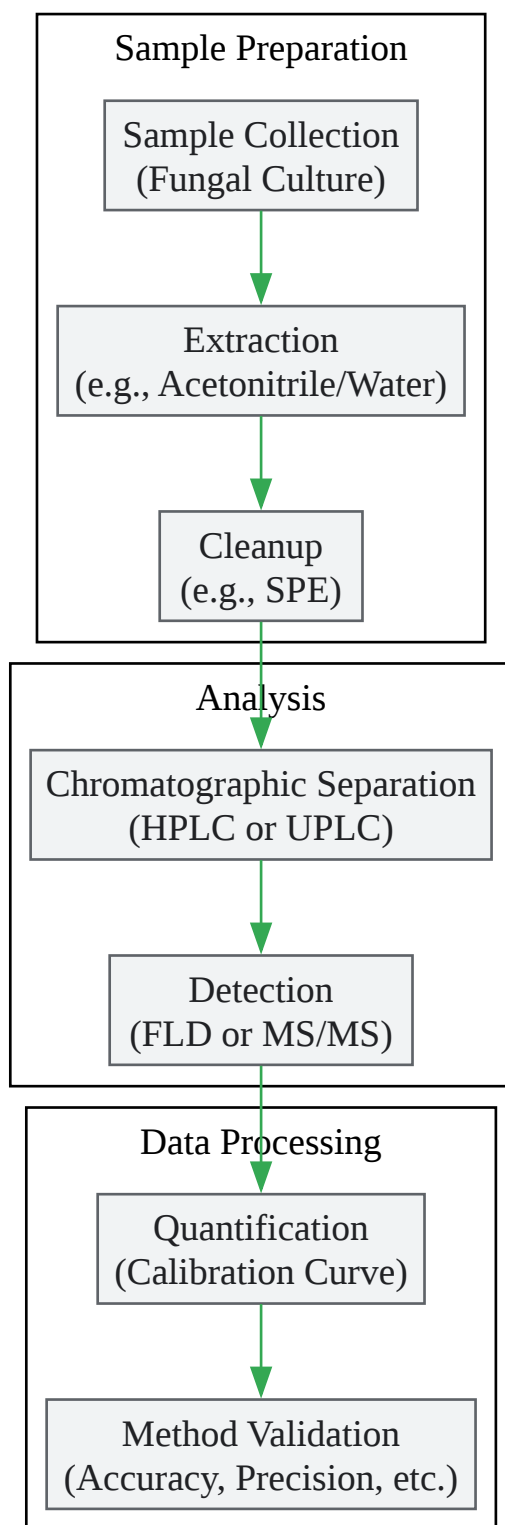 Sample Preparation
Sample Collection
(Fungal Culture)
Extraction
(e.g., Acetonitrile/Water)
Cleanup
(e.g., SPE)
Analysis
Chromatographic Separation
(HPLC or UPLC)
Detection
(FLD or MS/MS)
Data Processing
Quantification
(Calibration Curve)
Method Validation
(Accuracy, Precision, etc.)